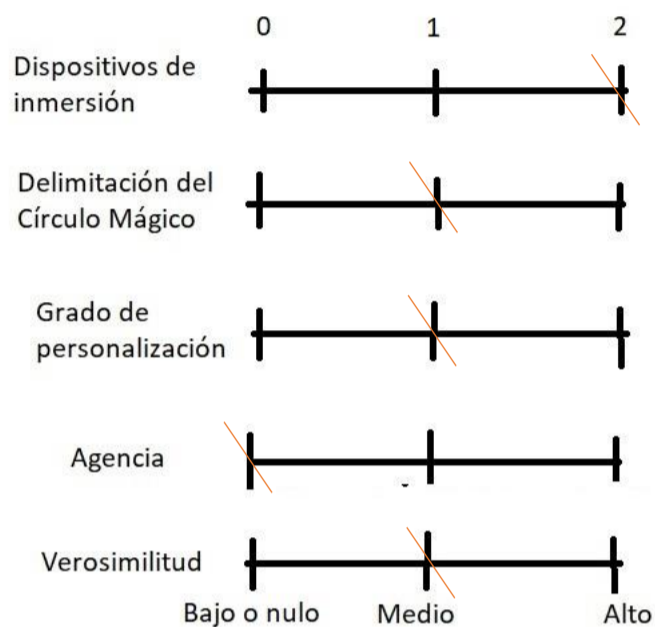 0 1 2
Dispositivos de
inmersión
Delimitación del
Círculo Mágico
Grado de
personalización
Agencia
Verosimilitud
Bajo o nulo Medio Alto